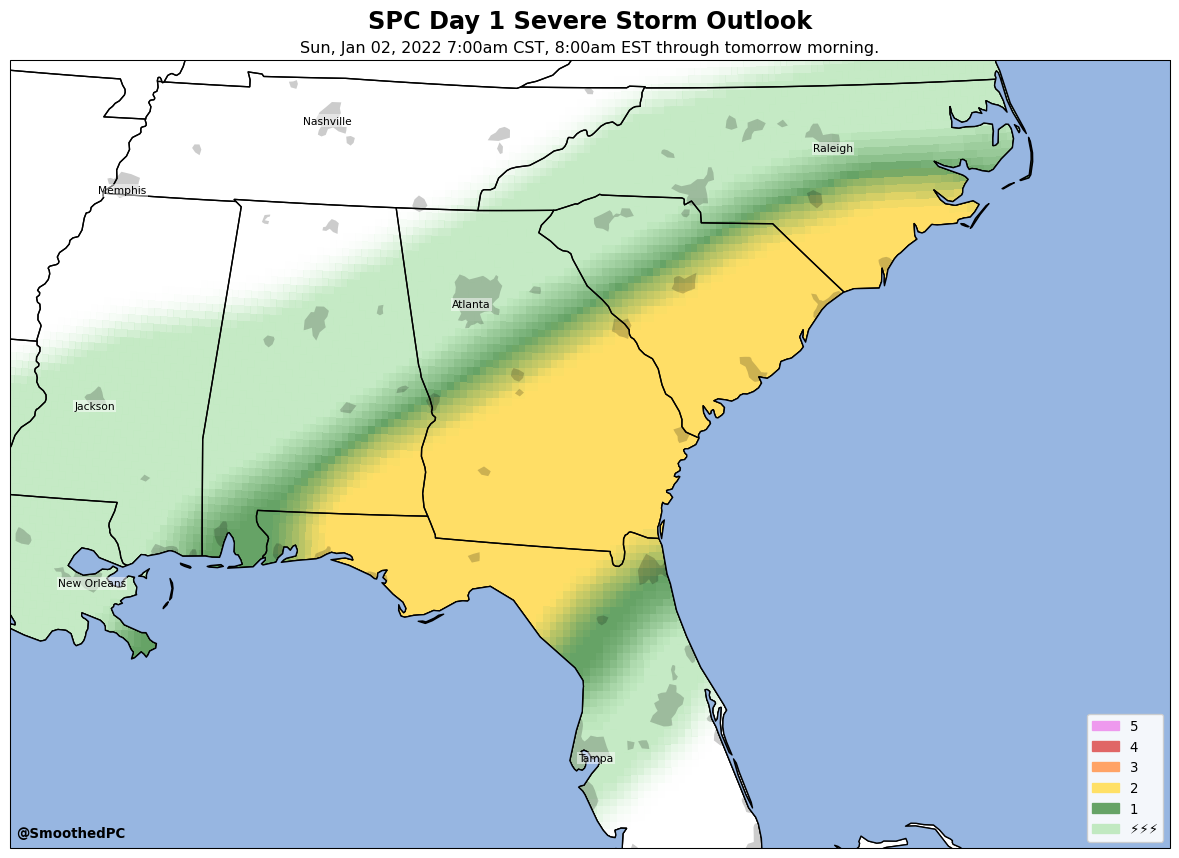 SPC Day 1 Severe Storm Outlook
Sun, Jan 02, 2022 7:00am CST, 8:00am EST through tomorrow morning.
Nashville
Raleigh
Memphis
Atlanta
Jackson
New Orleans
Tampa
5
4
3
2
1
⚡⚡⚡
@SmoothedPC